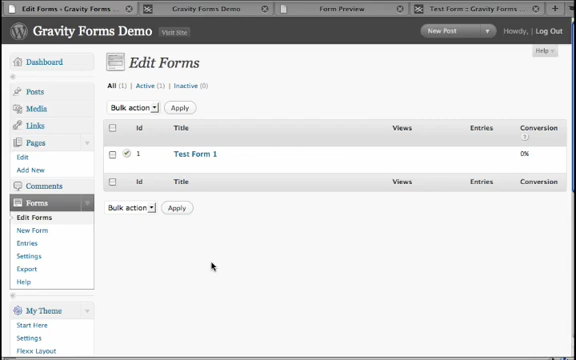 Edit Forms ‹ Gravity Forms ...
Gravity Forms Demo
Form Preview
Test Form :: Gravity Forms ...
Gravity Forms Demo
Visit Site
New Post
Howdy,
Log Out
Help
Dashboard
Posts
Media
Links
Pages
Edit
Add New
Comments
Forms
Edit Forms
New Form
Entries
Settings
Export
Help
My Theme
Start Here
Settings
Flexx Layout
Edit Forms
All (1) | Active (1) | Inactive (0)
Bulk action Apply
Id Title Views Entries Conversion
?
1 Test Form 1 0%
Id Title Views Entries Conversion
Bulk action Apply